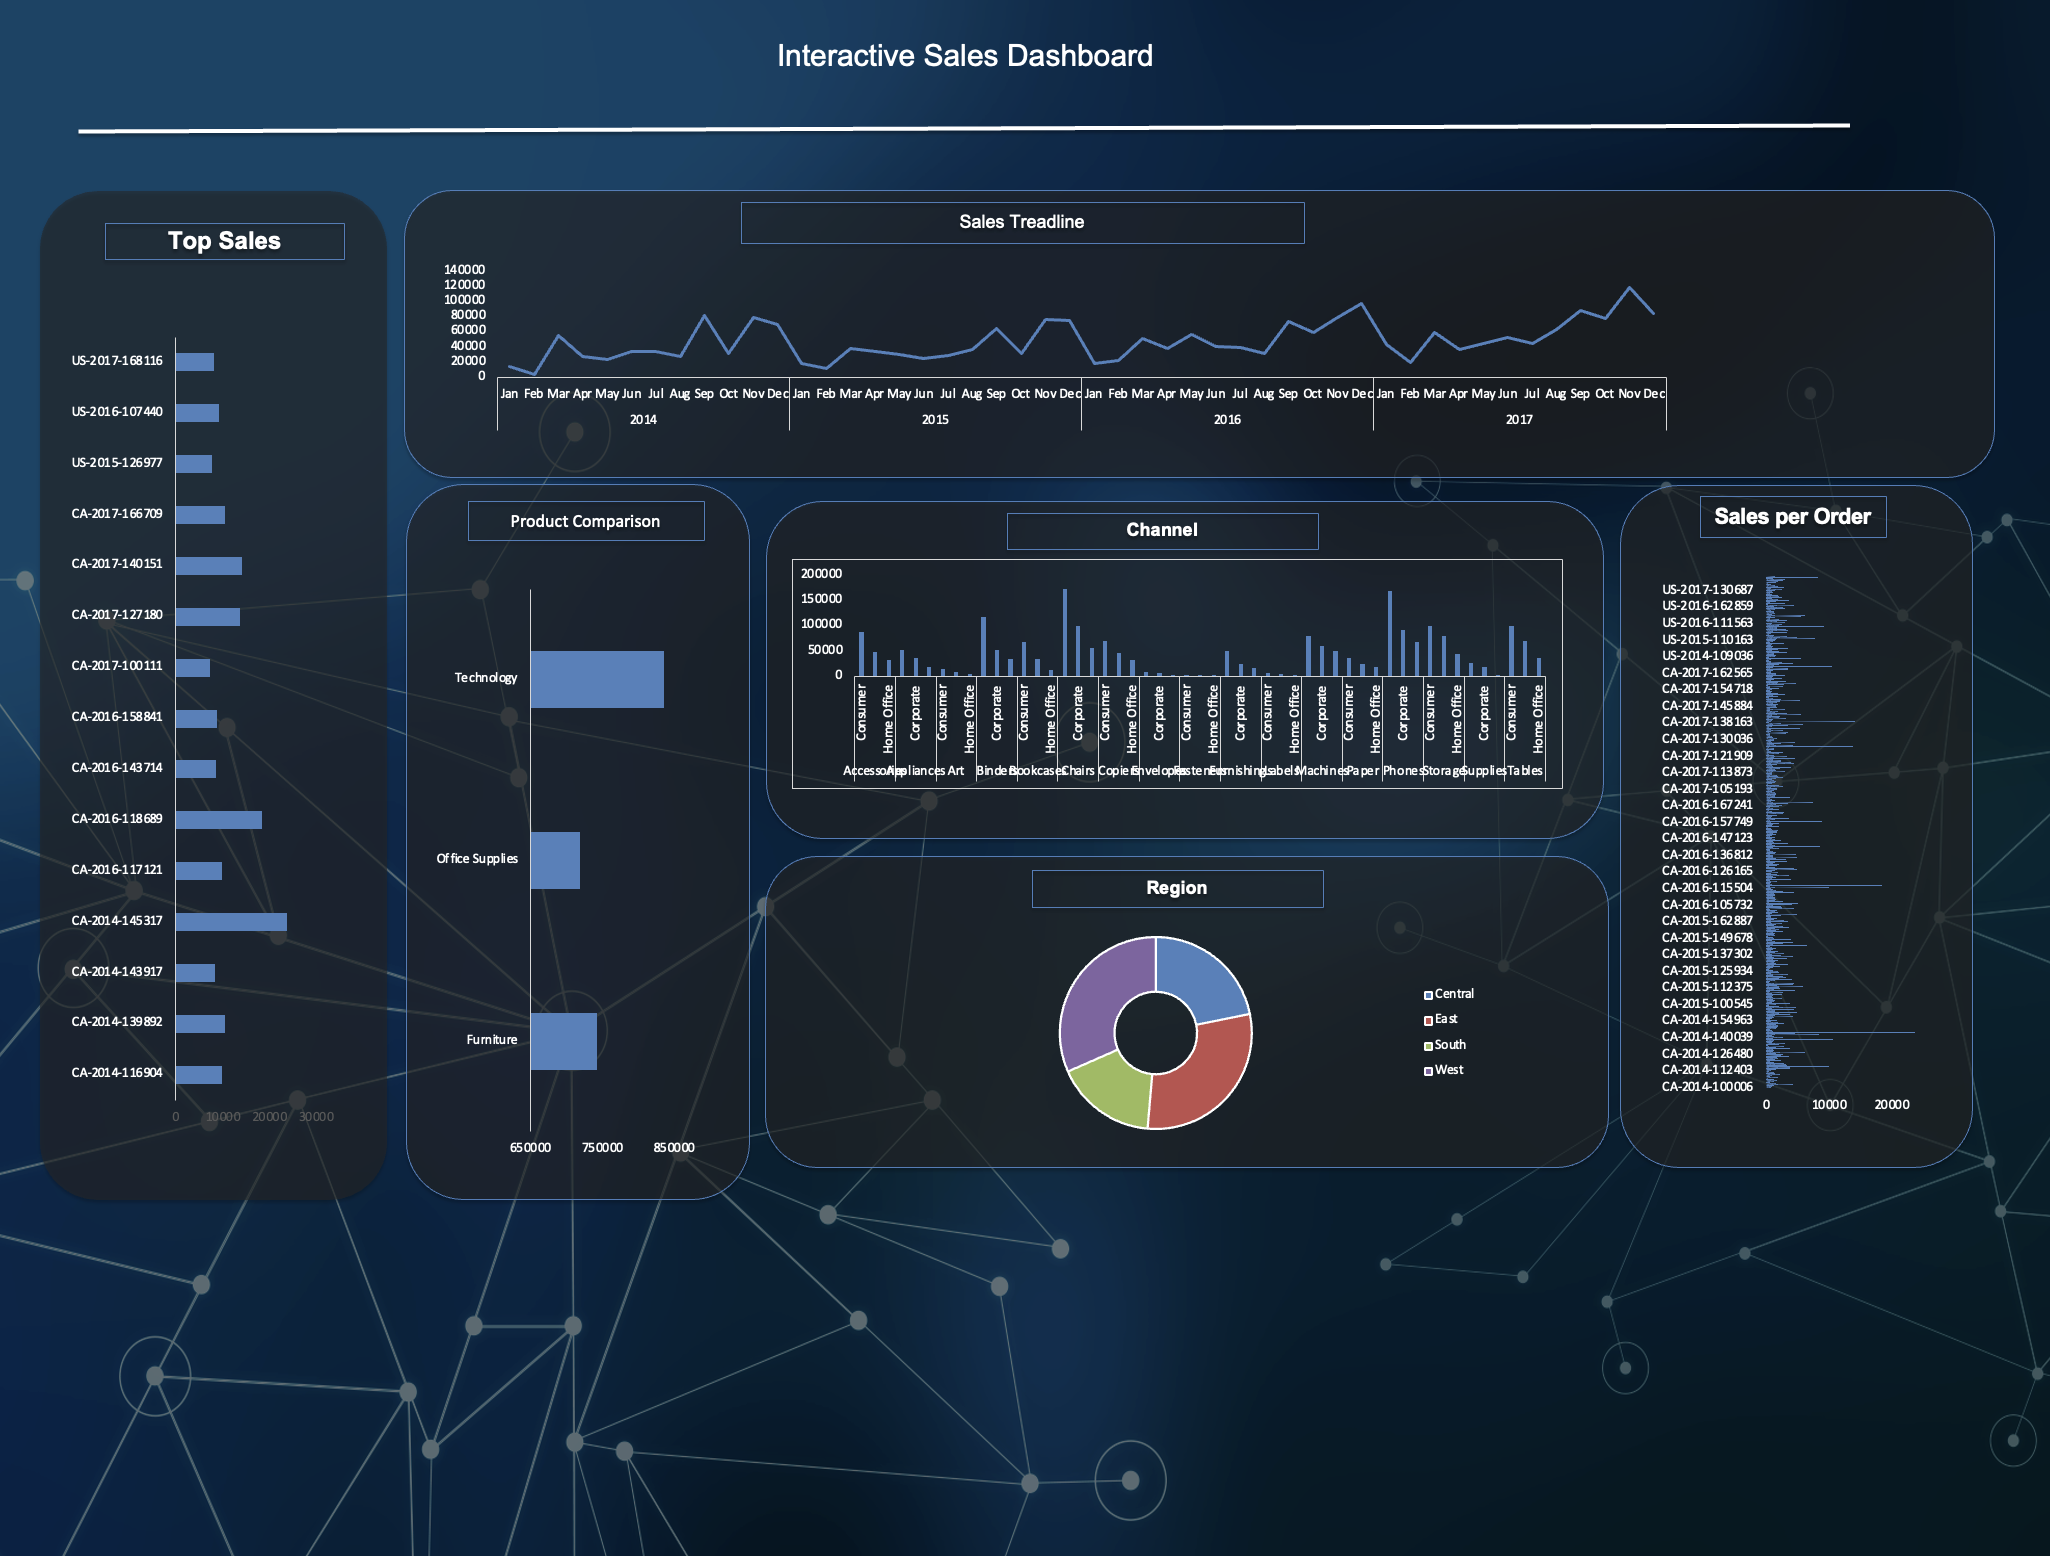 Interactive Sales Dashboard
Top Sales
US-2017-168116
US-2016-107440
US-2015-126977
CA-2017-166709
CA-2017-140151
CA-2017-127180
CA-2017-100111
CA-2016-158841
CA-2016-143714
CA-2016-118689
CA-2016-117121
CA-2014-145317
CA-2014-143917
CA-2014-139892
CA-2014-116904
0 10000 20000 30000
Sales Treadline
140000
120000
100000
80000
60000
40000
20000
0
Jan Feb Mar Apr May Jun Jul Aug Sep Oct Nov Dec Jan Feb Mar Apr May Jun Jul Aug Sep Oct Nov Dec Jan Feb Mar Apr May Jun Jul Aug Sep Oct Nov Dec Jan Feb Mar Apr May Jun Jul Aug Sep Oct Nov Dec
2014 2015 2016 2017
Product Comparison
Technology
Office Supplies
Furniture
650000 750000 850000
Channel
200000
150000
100000
50000
0
Consumer Home Office Corporate Consumer Home Office Corporate Consumer Home Office Corporate Consumer Home Office Corporate Consumer Home Office Corporate Consumer Home Office Corporate Consumer Home Office Corporate Consumer Home Office Corporate Consumer Home Office
Accessories Appliances Art Binders Bookcases Chairs Copiers Envelopes Fasteners Furnishings Labels Machines Paper Phones Storage Supplies Tables
Region
Central
East
South
West
Sales per Order
US-2017-130687
US-2016-162859
US-2016-111563
US-2015-110163
US-2014-109036
CA-2017-162565
CA-2017-154718
CA-2017-145884
CA-2017-138163
CA-2017-130036
CA-2017-121909
CA-2017-113873
CA-2017-105193
CA-2016-167241
CA-2016-157749
CA-2016-147123
CA-2016-136812
CA-2016-126165
CA-2016-115504
CA-2016-105732
CA-2015-162887
CA-2015-149678
CA-2015-137302
CA-2015-125934
CA-2015-112375
CA-2015-100545
CA-2014-154963
CA-2014-140039
CA-2014-126480
CA-2014-112403
CA-2014-100006
0 10000 20000